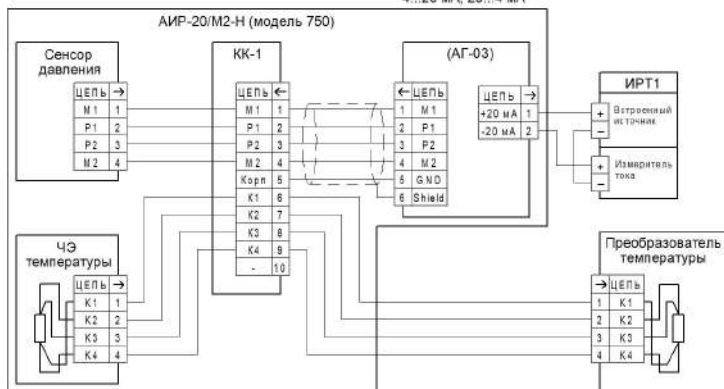 4...20 мА, 20...4 мА
АИР-20/М2-Н (модель 750)
Сенсор
давления
ЦЕПЬ →
М1 1
Р1 2
Р2 3
М2 4
КК-1
ЦЕПЬ ←
М1 1
Р1 2
Р2 3
М2 4
Корп 5
К1 6
К2 7
К3 8
К4 9
- 10
(АГ-03)
← ЦЕПЬ
1 М1
2 Р1
3 Р2
4 М2
5 GND
6 Shield
ЦЕПЬ →
+20 мА 1
-20 мА 2
ИРТ1
+ Встроенный
− источник
+ Измеритель
− тока
ЧЭ
температуры
ЦЕПЬ →
К1 1
К2 2
К3 3
К4 4
Преобразователь
температуры
→ ЦЕПЬ
1 К1
2 К2
3 К3
4 К4